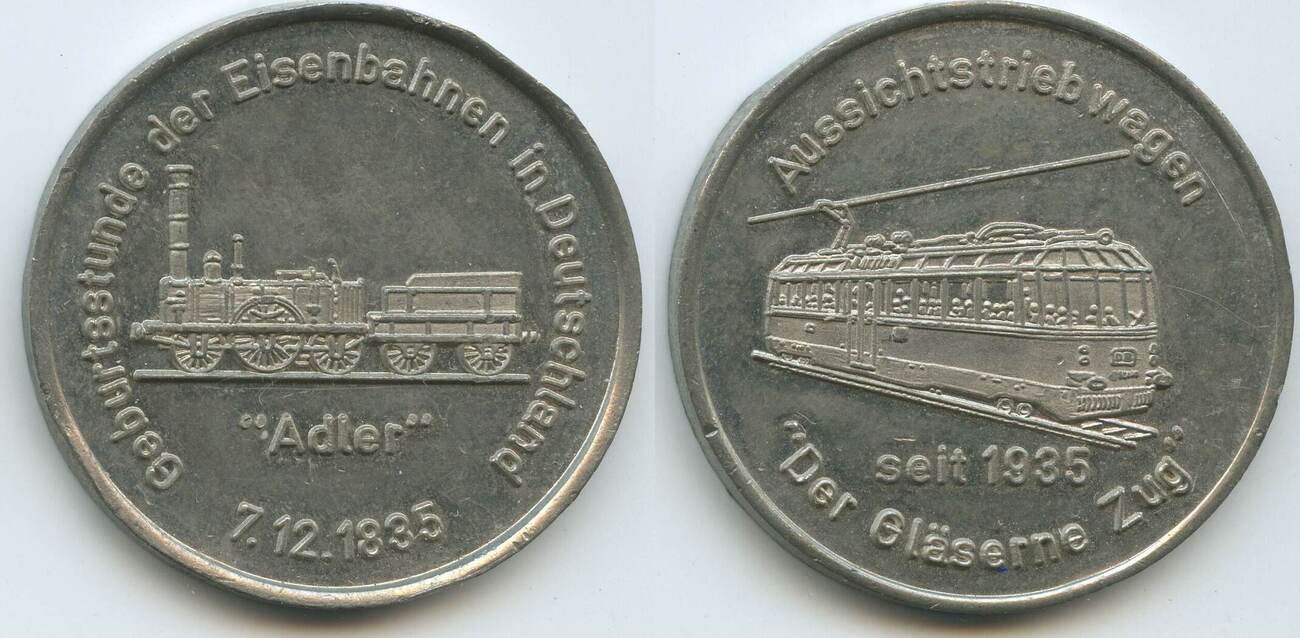 Geburtsstunde der Eisenbahnen in Deutschland
"Adler"
7.12.1835
Aussichtstriebwagen
seit 1935
"Der Gläserne Zug"